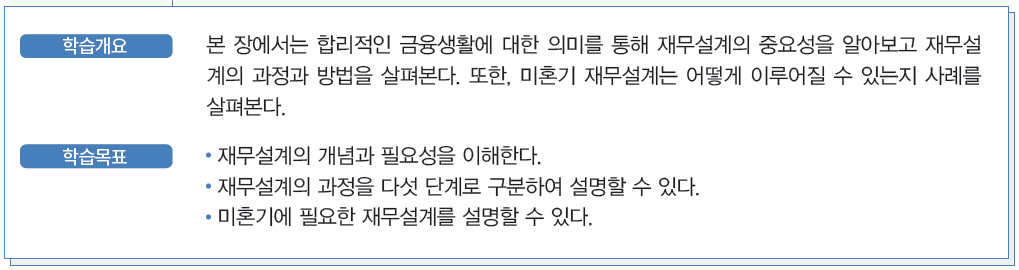 학습개요
본 장에서는 합리적인 금융생활에 대한 의미를 통해 재무설계의 중요성을 알아보고 재무설
계의 과정과 방법을 살펴본다. 또한, 미혼기 재무설계는 어떻게 이루어질 수 있는지 사례를
살펴본다.
학습목표
• 재무설계의 개념과 필요성을 이해한다.
• 재무설계의 과정을 다섯 단계로 구분하여 설명할 수 있다.
• 미혼기에 필요한 재무설계를 설명할 수 있다.